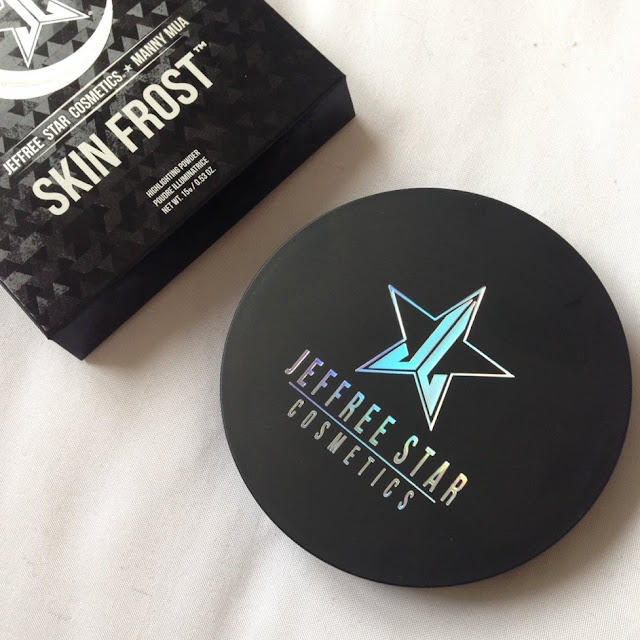 JEFFREE STAR COSMETICS ★ MANNY MUA
SKIN FROST™
HIGHLIGHTING POWDER
POUDRE ILLUMINATRICE
NET WT. 15g / 0.53 OZ.
JEFFREE STAR
COSMETICS